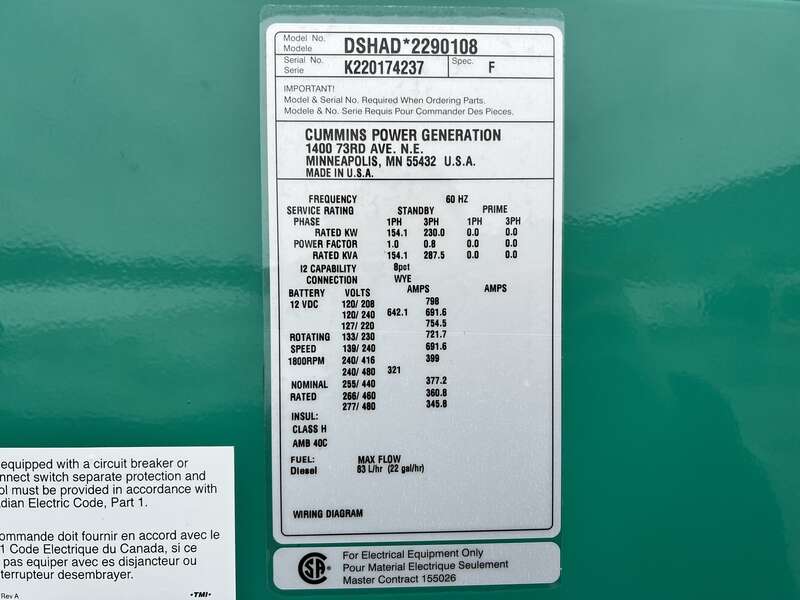 Model No. DSHAD*2290108
Modele
Serial No. K220174237 Spec. F
Serie
IMPORTANT!
Model & Serial No. Required When Ordering Parts.
Modele & No. Serie Requis Pour Commander Des Pieces.
CUMMINS POWER GENERATION
1400 73RD AVE. N.E.
MINNEAPOLIS, MN 55432 U.S.A.
MADE IN U.S.A.
FREQUENCY 60 HZ
SERVICE RATING STANDBY PRIME
PHASE 1PH 3PH 1PH 3PH
RATED KW 154.1 230.0 0.0 0.0
POWER FACTOR 1.0 0.8 0.0 0.0
RATED KVA 154.1 287.5 0.0 0.0
I2 CAPABILITY 8pct
CONNECTION WYE
BATTERY VOLTS AMPS AMPS
12 VDC 120/ 208 798
120/ 240 642.1 691.6
127/ 220 754.5
ROTATING 133/ 230 721.7
SPEED 139/ 240 691.6
1800RPM 240/ 416 399
240/ 480 321
NOMINAL 255/ 440 377.2
RATED 266/ 460 360.8
277/ 480 345.8
INSUL:
CLASS H
AMB 40C
FUEL: MAX FLOW
Diesel 83 L/hr (22 gal/hr)
WIRING DIAGRAM
CSA
For Electrical Equipment Only
Pour Material Electrique Seulement
Master Contract 155026
equipped with a circuit breaker or
nnect switch separate protection and
ol must be provided in accordance with
adian Electric Code, Part 1.
ommande doit fournir en accord avec le
1 Code Electrique du Canada, si ce
pas equiper avec es disjoncteur ou
nterrupteur desembrayer.
Rev A •TMI•